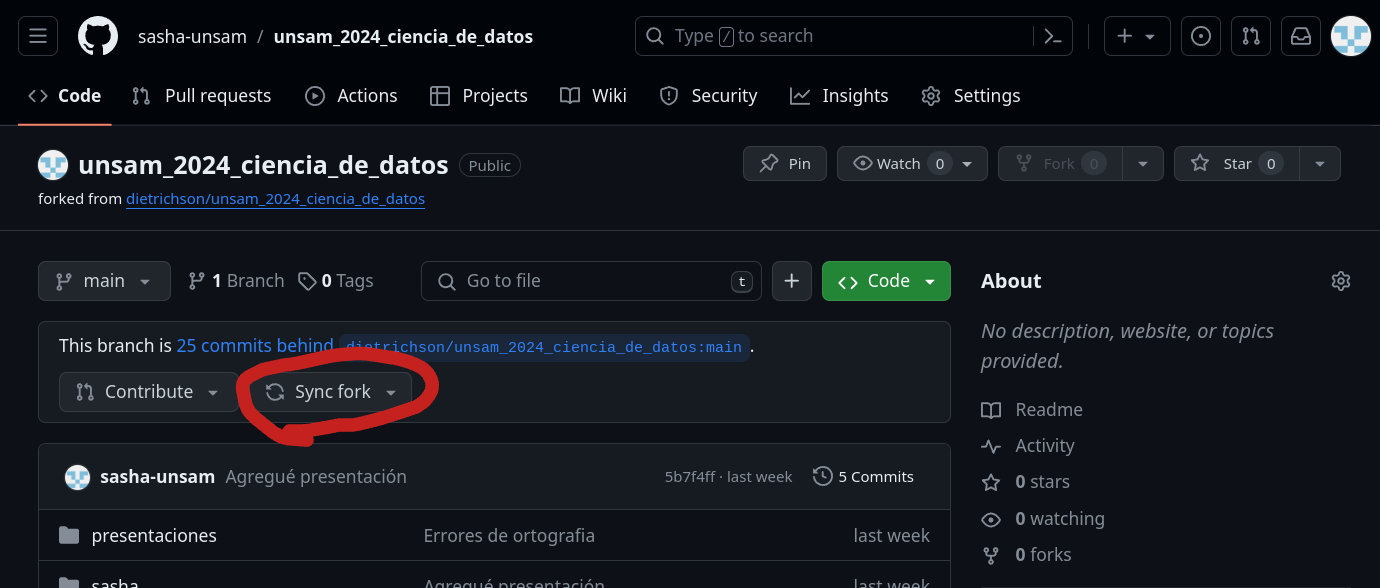 sasha-unsam / unsam_2024_ciencia_de_datos Type / to search
Code Pull requests Actions Projects Wiki Security Insights Settings
unsam_2024_ciencia_de_datos Public Pin Watch 0 Fork 0 Star 0
forked from dietrichson/unsam_2024_ciencia_de_datos
main 1 Branch 0 Tags Go to file t Code
This branch is 25 commits behind dietrichson/unsam_2024_ciencia_de_datos:main .
Contribute Sync fork
sasha-unsam Agregué presentación 5b7f4ff · last week 5 Commits
presentaciones Errores de ortografia last week
sasha Agregué presentación last week
About
No description, website, or topics
provided.
Readme
Activity
0 stars
0 watching
0 forks